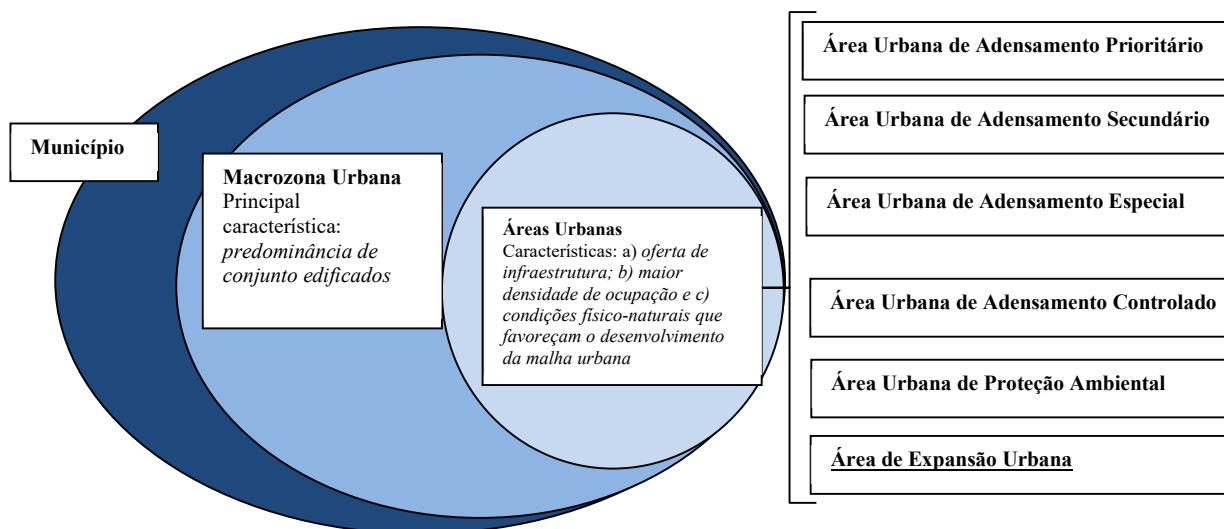 Município
Macrozona Urbana
Principal
característica:
predominância de
conjunto edificados
Áreas Urbanas
Características: a) oferta de
infraestrutura; b) maior
densidade de ocupação e c)
condições físico-naturais que
favoreçam o desenvolvimento
da malha urbana
Área Urbana de Adensamento Prioritário
Área Urbana de Adensamento Secundário
Área Urbana de Adensamento Especial
Área Urbana de Adensamento Controlado
Área Urbana de Proteção Ambiental
Área de Expansão Urbana